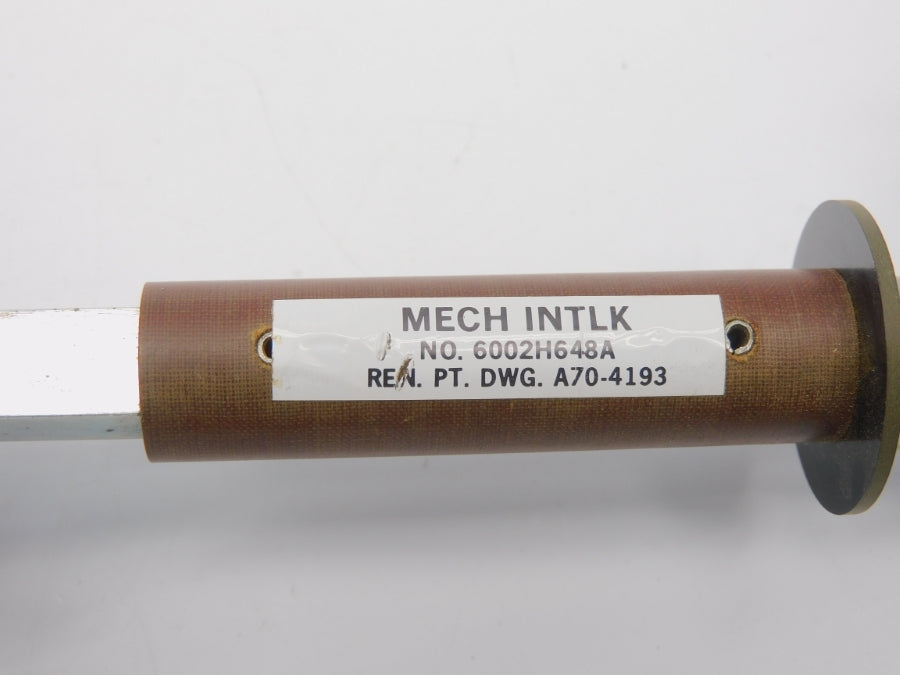 MECH INTLK
NO. 6002H648A
REN. PT. DWG. A70-4193